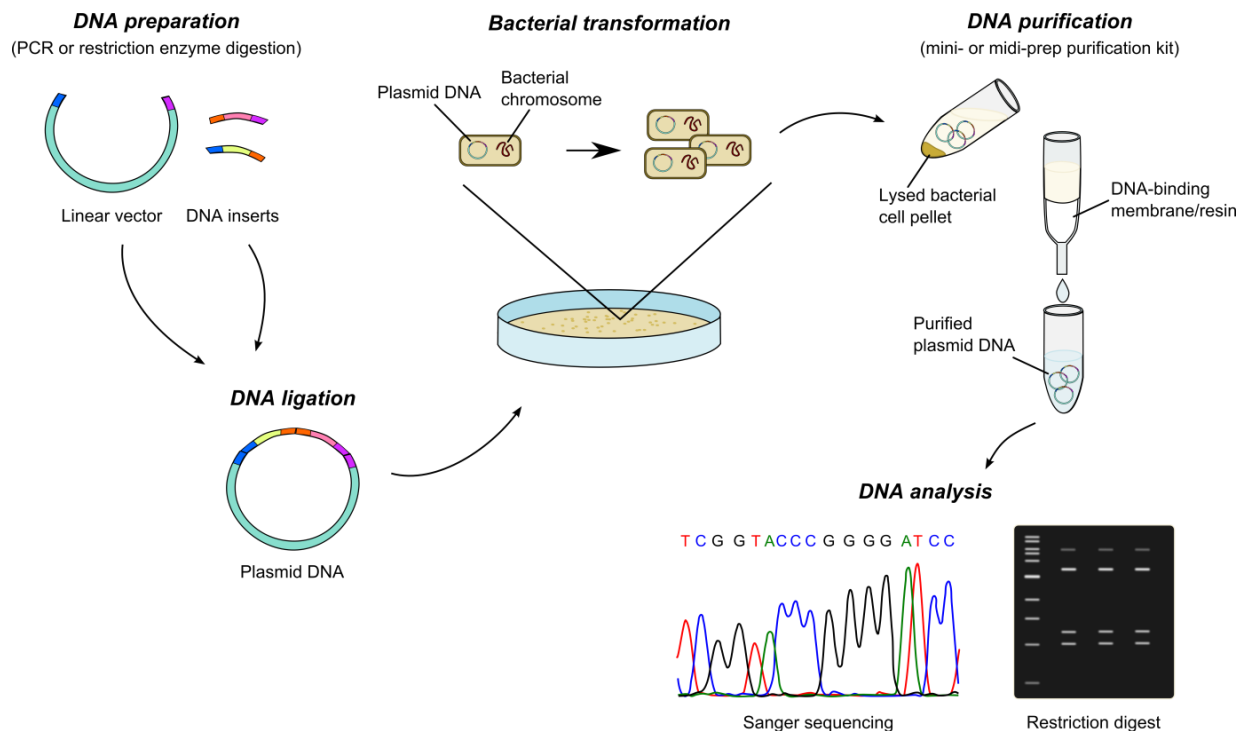 DNA preparation
(PCR or restriction enzyme digestion)
Linear vector
DNA inserts
DNA ligation
Plasmid DNA
Bacterial transformation
Plasmid DNA
Bacterial
chromosome
DNA purification
(mini- or midi-prep purification kit)
Lysed bacterial
cell pellet
DNA-binding
membrane/resin
Purified
plasmid DNA
DNA analysis
T C G G T A C C C G G G G A T C C
Sanger sequencing
Restriction digest